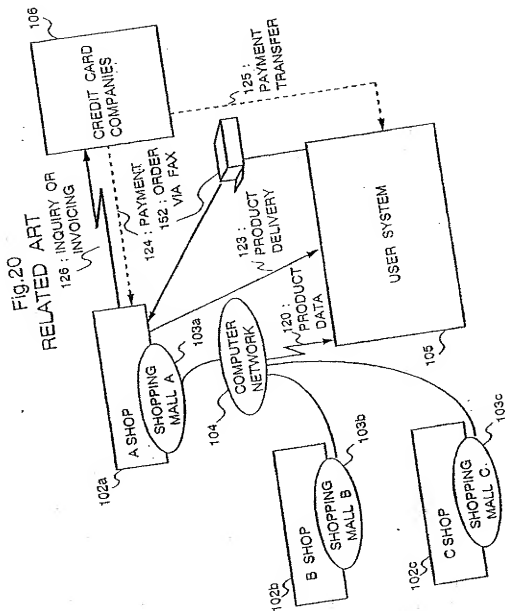 Fig.20
RELATED ART
106
CREDIT CARD
COMPANIES
126 : INQUIRY OR
INVOICING
124 : PAYMENT
152 : ORDER
VIA FAX
125 :
PAYMENT
TRANSFER
102a
A SHOP
SHOPPING
MALL A
103a
123 :
PRODUCT
DELIVERY
104
COMPUTER
NETWORK
120 :
PRODUCT
DATA
USER SYSTEM
105
102b
B SHOP
SHOPPING
MALL B
103b
102c
C SHOP
SHOPPING
MALL C.
103c